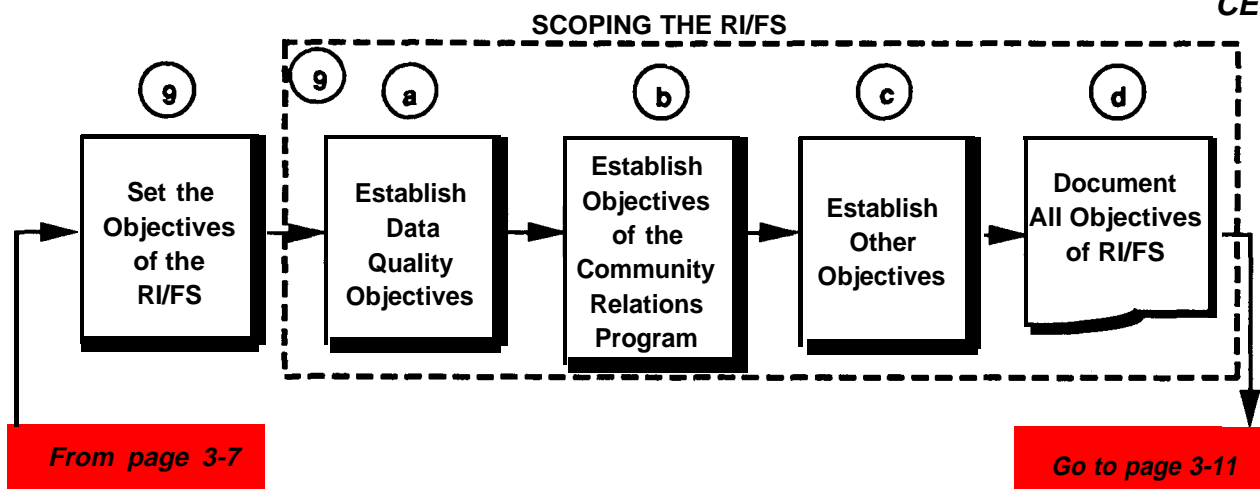 CE
SCOPING THE RI/FS
9
9
a
b
c
d
Set the
Objectives
of the
RI/FS
Establish
Data
Quality
Objectives
Establish
Objectives
of the
Community
Relations
Program
Establish
Other
Objectives
Document
All Objectives
of RI/FS
From page 3-7
Go to page 3-11